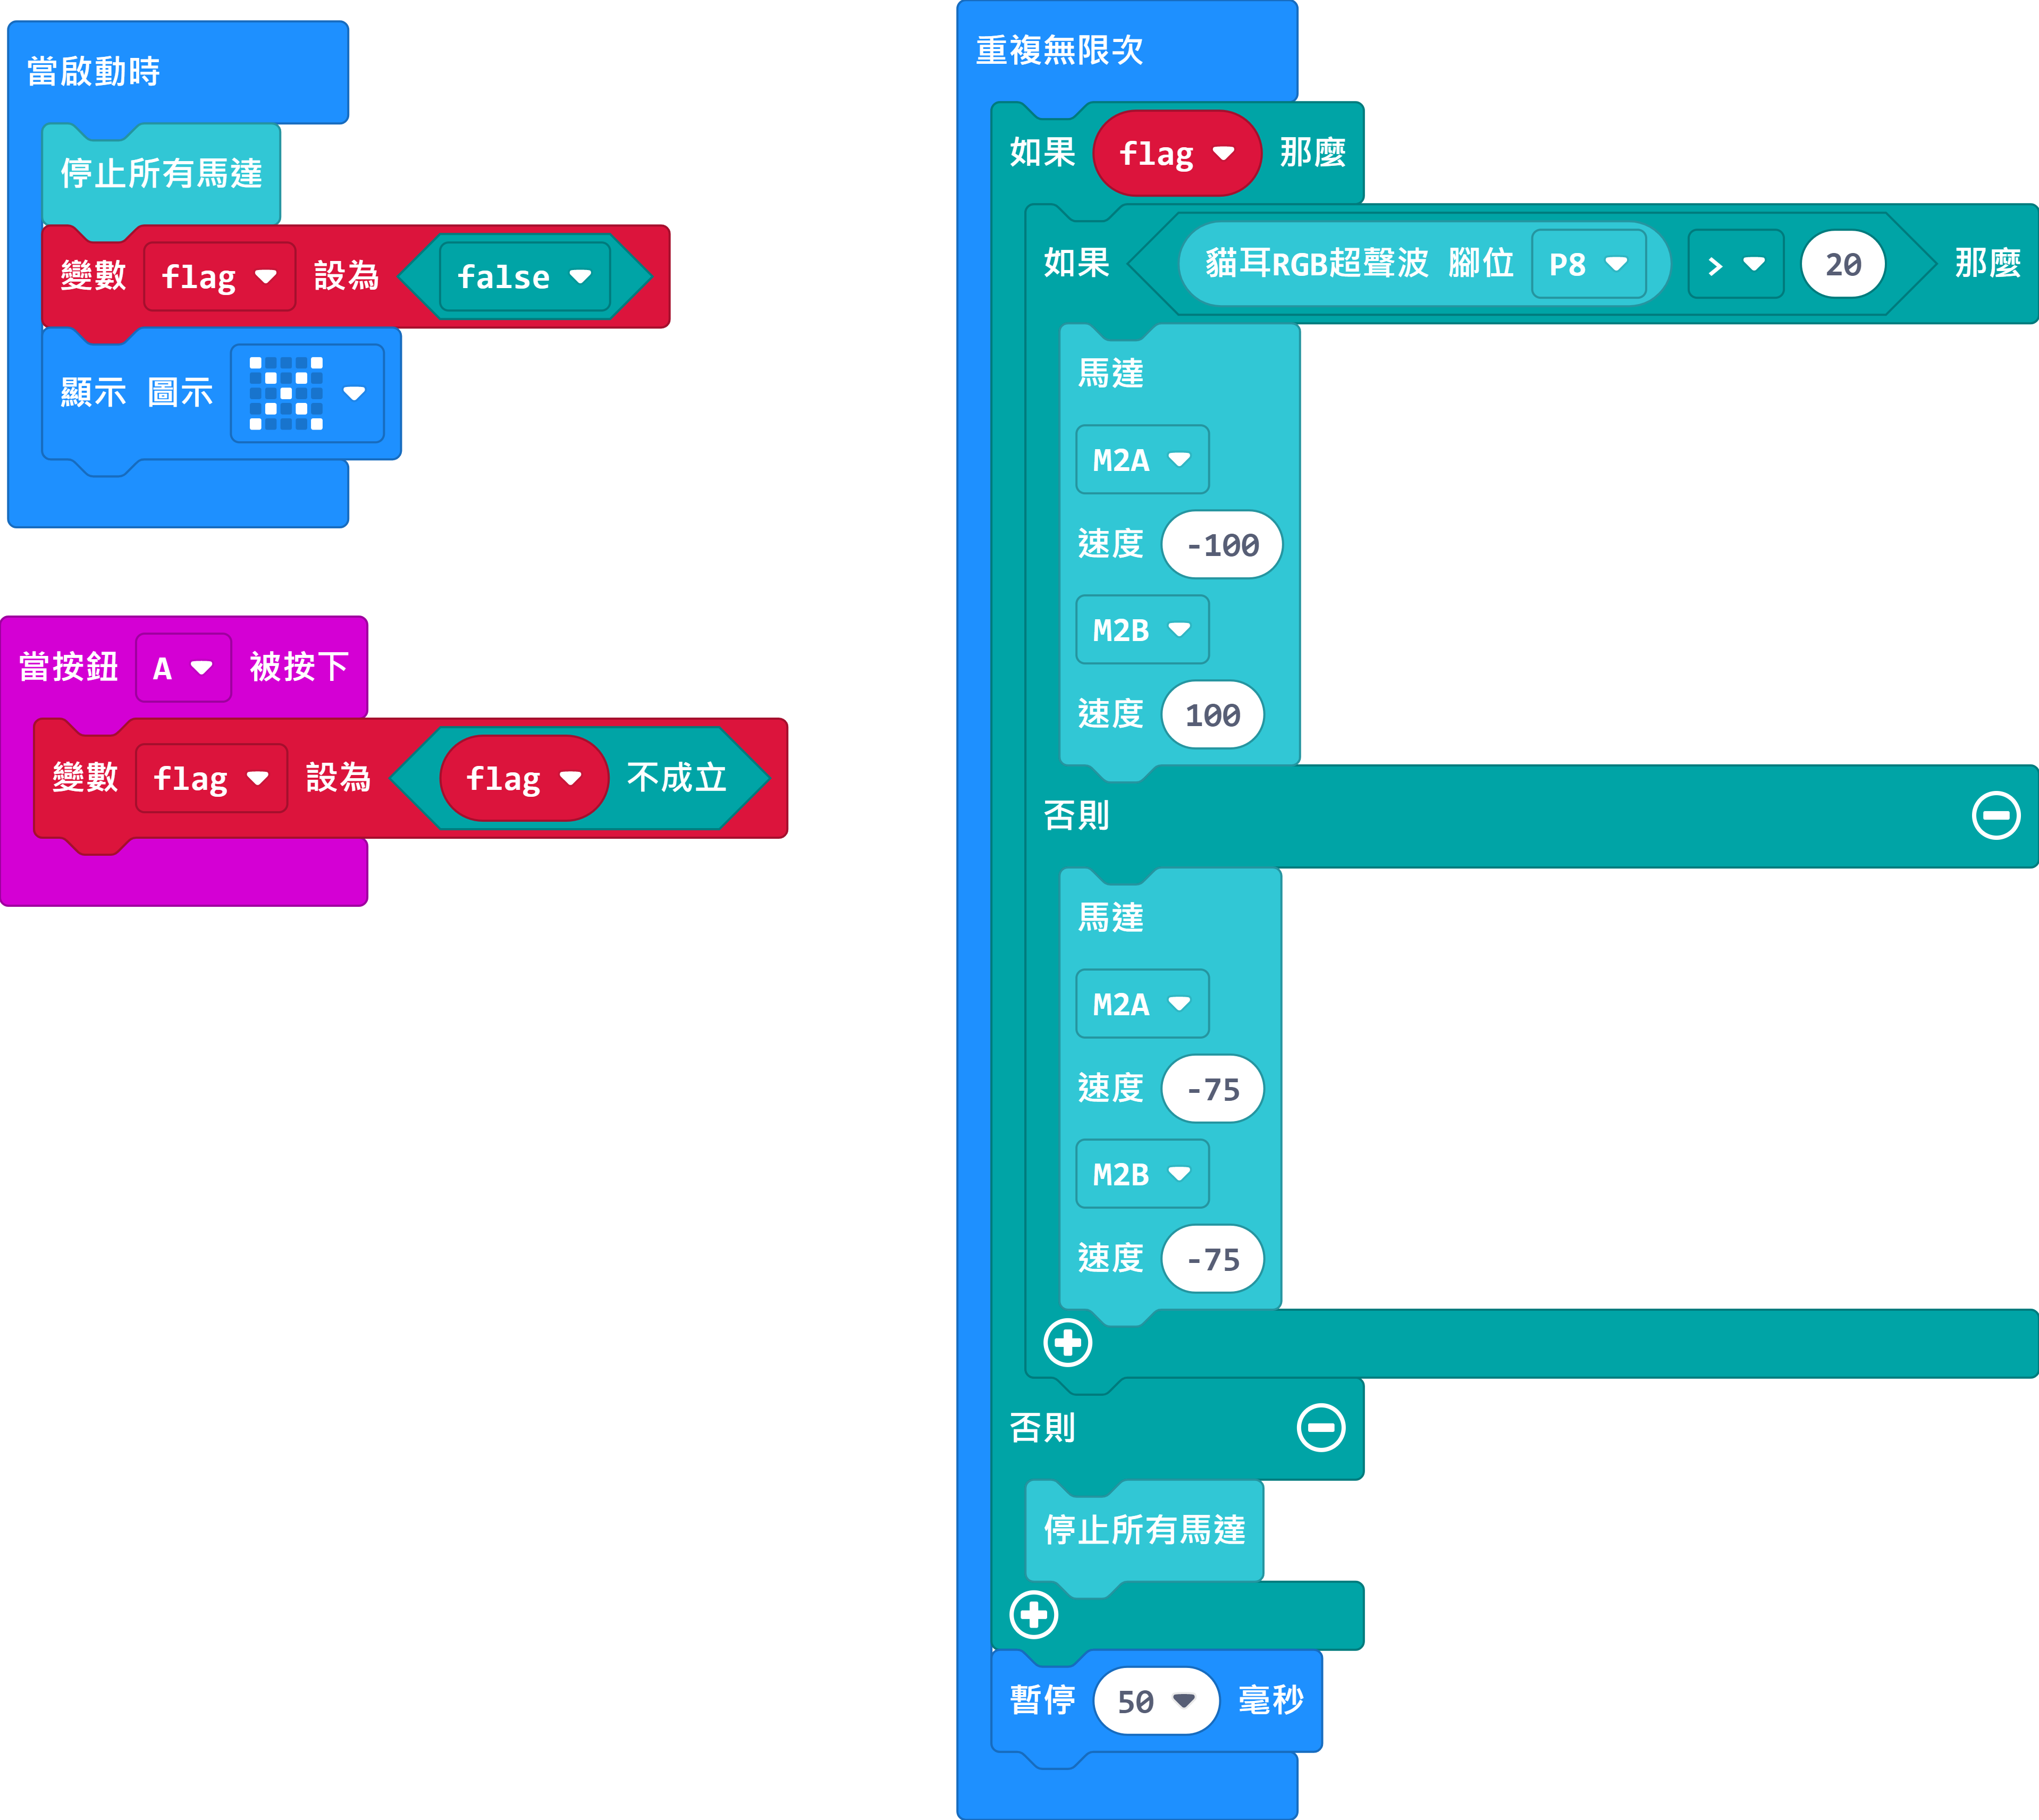 當啟動時
停止所有馬達
變數 flag 設為 false
顯示 圖示
當按鈕 A 被按下
變數 flag 設為 flag 不成立
重複無限次
如果 flag 那麼
如果 貓耳RGB超聲波 腳位 P8 > 20 那麼
馬達
M2A
速度 -100
M2B
速度 100
否則
馬達
M2A
速度 -75
M2B
速度 -75
否則
停止所有馬達
暫停 50 毫秒